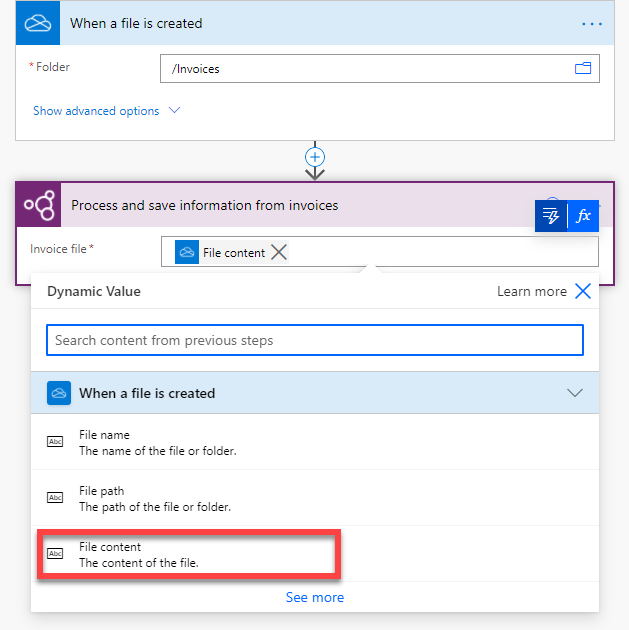 When a file is created
...
* Folder
/Invoices
Show advanced options
Process and save information from invoices
fx
Invoice file *
File content
Dynamic Value
Learn more
Search content from previous steps
When a file is created
Abc
File name
The name of the file or folder.
Abc
File path
The path of the file or folder.
Abc
File content
The content of the file.
See more